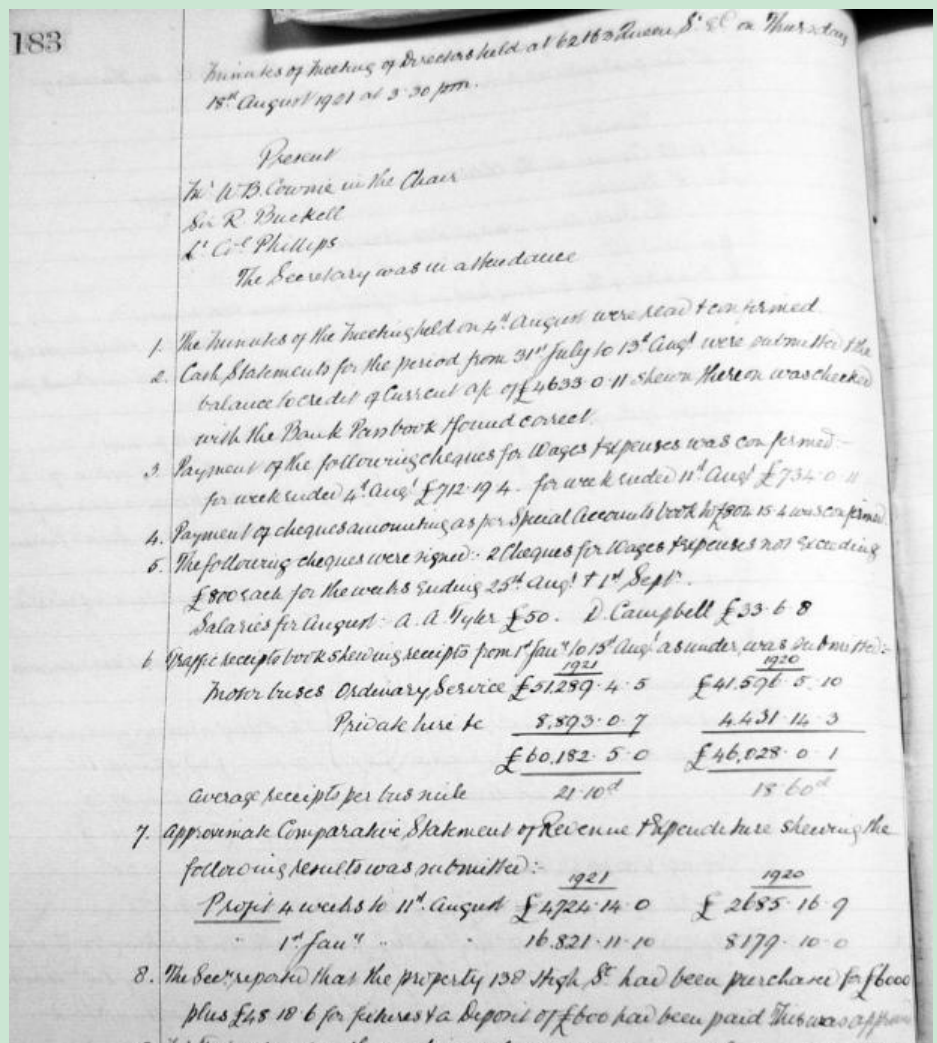 183
Minutes of Meeting of Directors held at 62 & 63 Queen St E.C. on Thursday
18th August 1921 at 3·30 pm.
Present
Mr W B. Cownie in the Chair
Sir R. Buckell
Lt Col Phillips
The Secretary was in attendance
1. The Minutes of the Meeting held on 4th August were read & confirmed
2. Cash Statements for the period from 31st July to 13th Augt were submitted & the
balance to credit of Current a/c of £4633·0·11 shewn thereon was checked
with the Bank Passbook & found correct.
3. Payment of the following cheques for Wages & Expenses was confirmed:-
for week ended 4th Augt £712·19·4. for week ended 11th Augt £734·0·11
4. Payment of cheques amounting as per Special Accounts book to £804·15·4 was confirmed.
5. The following cheques were signed:- 2 Cheques for Wages & Expenses not Exceeding
£800 each for the weeks Ending 25th Augt & 1st Septr.
Salaries for August:- A. A. Tyler £50. D. Campbell £33·6·8
6. Traffic receipts book shewing receipts from 1st Jany to 15th Augt as under, was submitted:-
1921 1920
Motor buses Ordinary Service £51,289·4·5 £41,596·5·10
Private hire &c 8,893·0·7 4,431·14·3
£60,182·5·0 £46,028·0·1
average receipts per bus mile 21·10d 18·60d
7. Approximate Comparative Statement of Revenue & Expenditure shewing the
following results was submitted:-
1921 1920
Profit 4 weeks to 11th August £4724·14·0 £2685·16·9
" 1st Jany " " 16,821·11·10 8179·10·0
8. The Secy reported that the property 138 High St had been purchased for £6000
plus £48·18·6 for fixtures & a Deposit of £600 had been paid This was